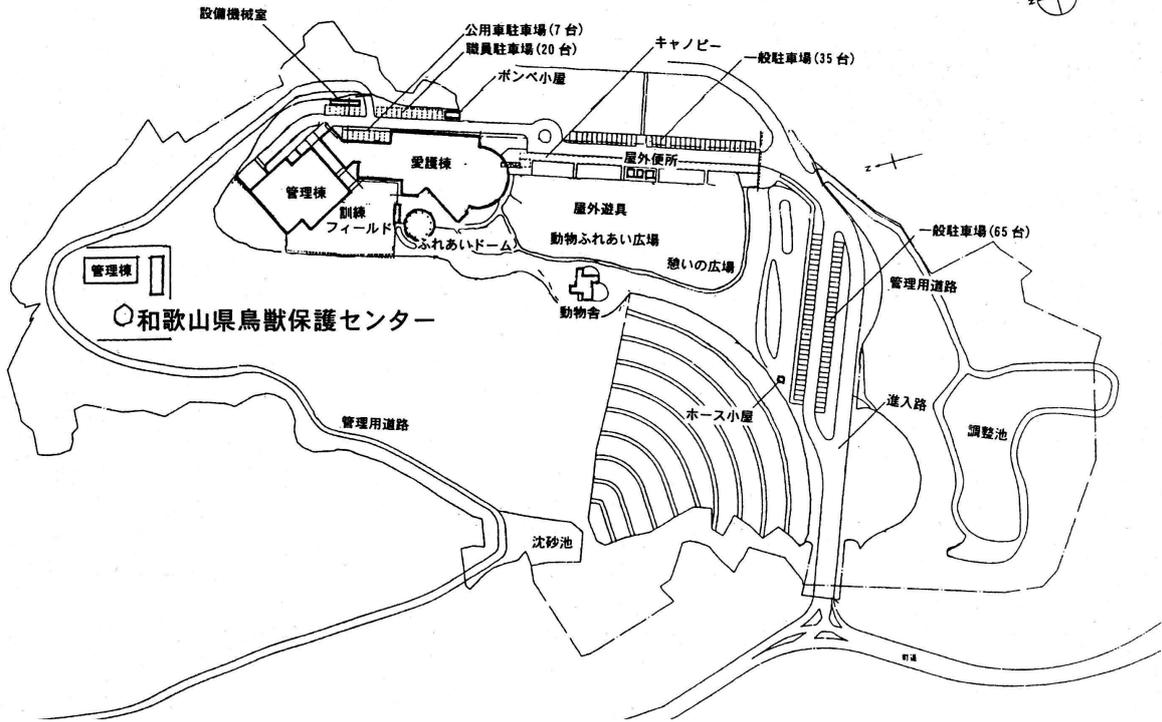 設備機械室
公用車駐車場(7台)
職員駐車場(20台)
ボンベ小屋
キャノピー
一般駐車場(35台)
z
愛護棟
屋外便所
z
管理棟
訓練
フィールド
屋外遊具
ふれあいドーム
動物ふれあい広場
憩いの広場
一般駐車場(65台)
管理棟
管理用道路
動物舎
○和歌山県鳥獣保護センター
ホース小屋
進入路
管理用道路
調整池
沈砂池
町道